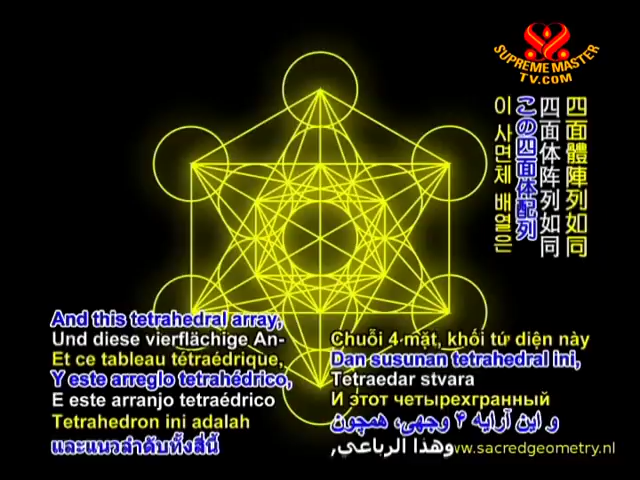 SUPREME MASTER
TV.COM
四面體陣列如同
四面体阵列如同
この四面体配列
이 사면체 배열은
And this tetrahedral array,
Und diese vierflächige An-
Et ce tableau tétraédrique,
Y este arreglo tetrahédrico,
E este arranjo tetraédrico
Tetrahedron ini adalah
และแนวลำดับทั้งสี่นี้
Chuỗi 4 mặt, khối tứ diện này
Dan susunan tetrahedral ini,
Tetraedar stvara
И этот четырехгранный
و این آرایه ۴ وجهی، همچون
وهذا الرباعي,
ww.sacredgeometry.nl